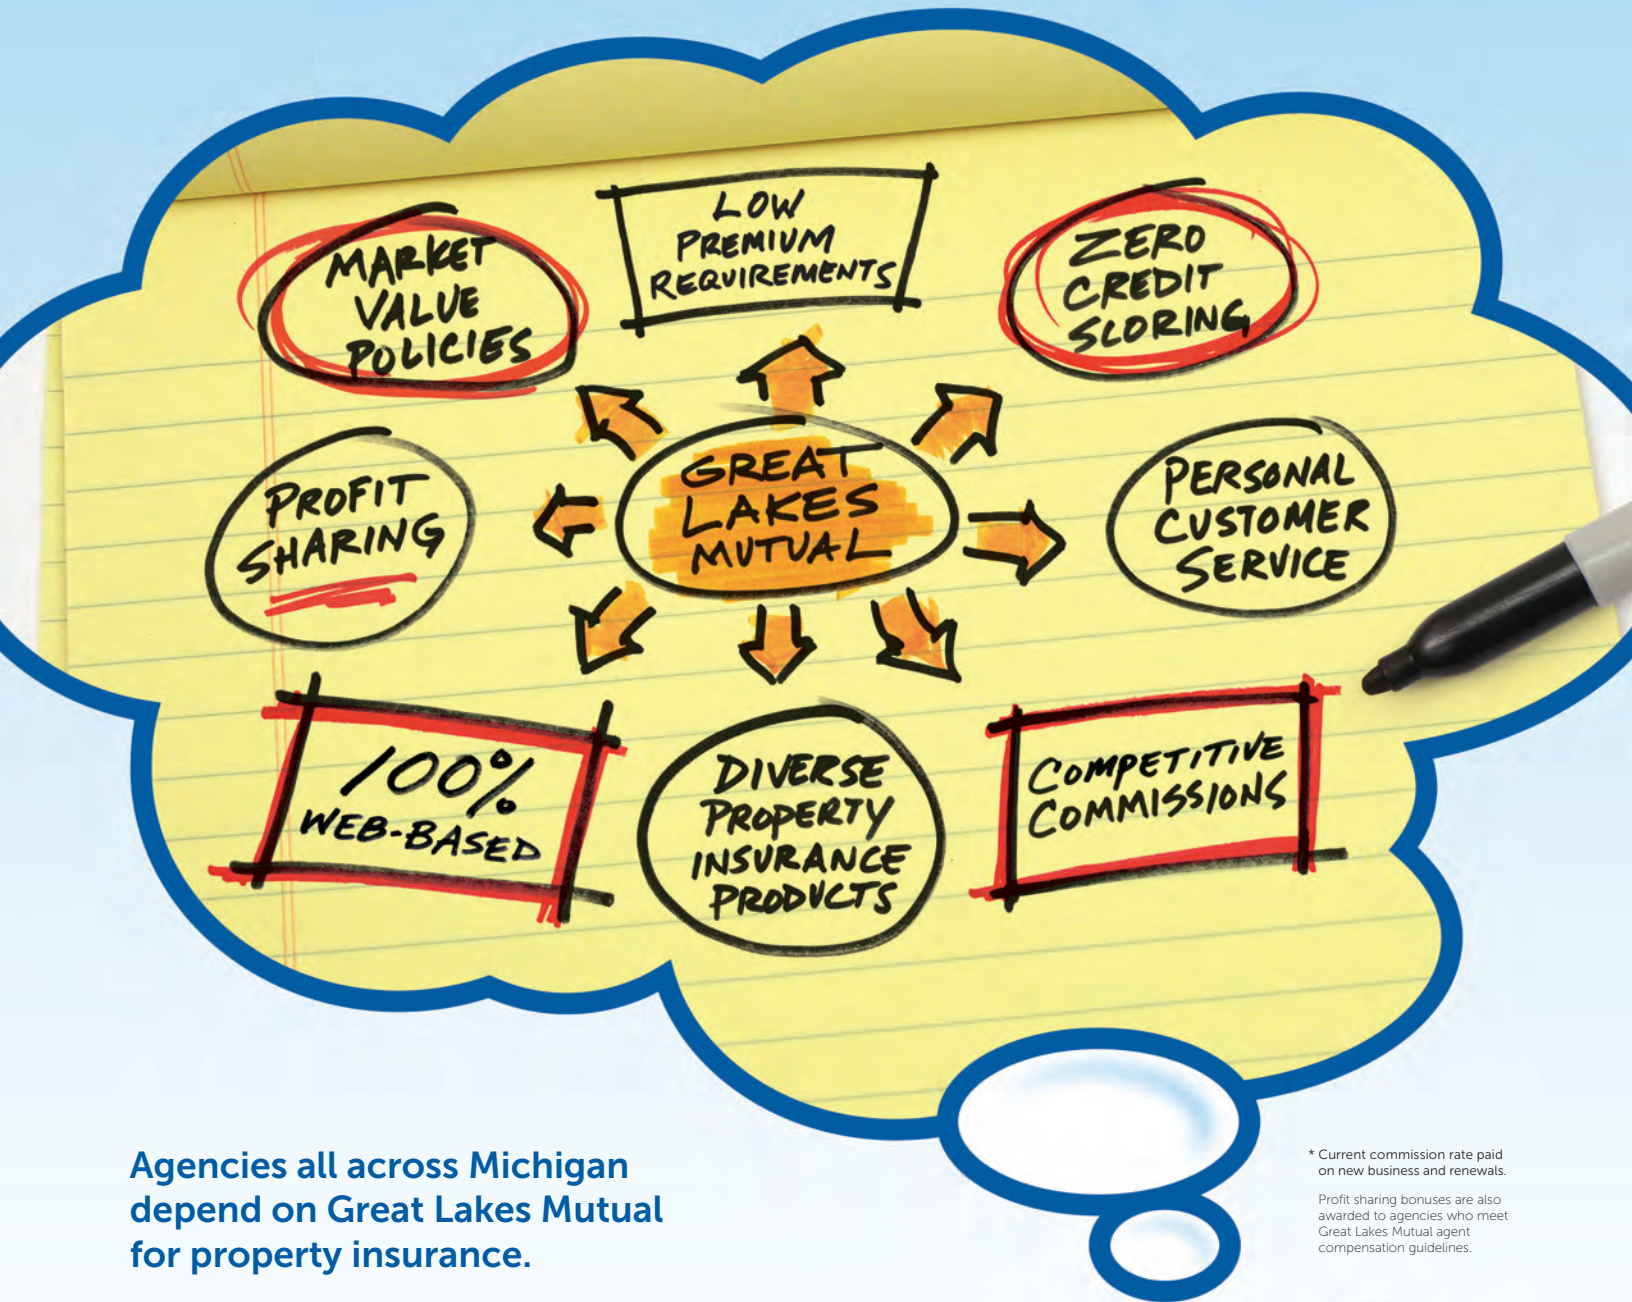 LOW
PREMIUM
REQUIREMENTS
MARKET
VALUE
POLICIES
ZERO
CREDIT
SCORING
PROFIT
SHARING
GREAT
LAKES
MUTUAL
PERSONAL
CUSTOMER
SERVICE
100%
WEB-BASED
DIVERSE
PROPERTY
INSURANCE
PRODUCTS
COMPETITIVE
COMMISSIONS
Agencies all across Michigan
depend on Great Lakes Mutual
for property insurance.
* Current commission rate paid
on new business and renewals.
Profit sharing bonuses are also
awarded to agencies who meet
Great Lakes Mutual agent
compensation guidelines.